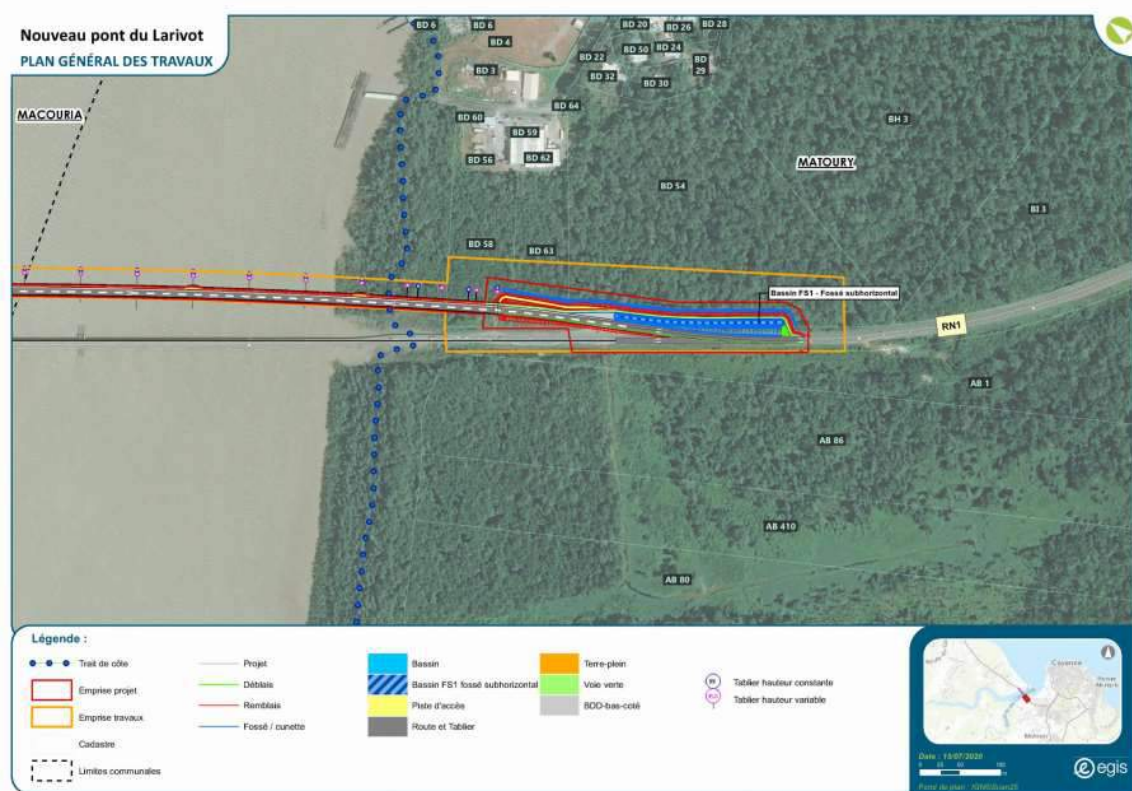 Nouveau pont du Larivot
PLAN GÉNÉRAL DES TRAVAUX
MACOURIA
BD 6
BD 6
BD 4
BD 3
BD 20
BD 28
BD 26
BD 50
BD 24
BD 22
BD 32
BD 30
BD 29
BD 64
BD 60
BD 59
BD 56
BD 62
BH 3
MATOURY
BD 54
BI 3
BD 58
BD 63
Bassin FS1 - Fossé subhorizontal
RN1
AB 1
AB 86
AB 410
AB 80
Légende :
Trait de côte
Emprise projet
Emprise travaux
Cadastre
Limites communales
Projet
Déblais
Remblais
Fossé / cunette
Bassin
Bassin FS1 fossé subhorizontal
Piste d'accès
Route et Tablier
Terre-plein
Voie verte
BDD-bas-coté
Tablier hauteur constante
Tablier hauteur variable
Cayenne
Matoury
egis